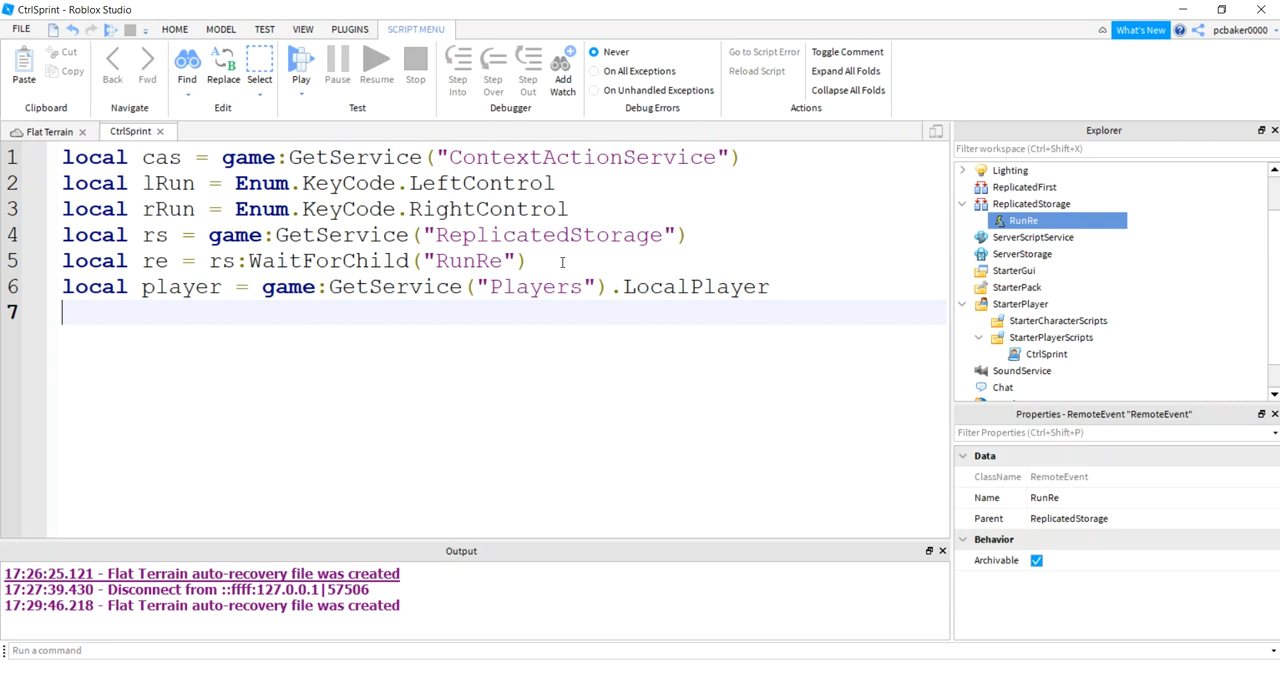 CtrlSprint - Roblox Studio
FILE HOME MODEL TEST VIEW PLUGINS SCRIPT MENU What's New pcbaker0000
Paste Cut Copy Back Fwd Find Replace Select Play Pause Resume Stop Step Into Step Over Step Out Add Watch
Never
On All Exceptions
On Unhandled Exceptions
Go to Script Error
Reload Script
Toggle Comment
Expand All Folds
Collapse All Folds
Clipboard Navigate Edit Test Debugger Debug Errors Actions
Flat Terrain CtrlSprint
1 local cas = game:GetService("ContextActionService")
2 local lRun = Enum.KeyCode.LeftControl
3 local rRun = Enum.KeyCode.RightControl
4 local rs = game:GetService("ReplicatedStorage")
5 local re = rs:WaitForChild("RunRe")
6 local player = game:GetService("Players").LocalPlayer
7
Explorer
Filter workspace (Ctrl+Shift+X)
Lighting
ReplicatedFirst
ReplicatedStorage
RunRe
ServerScriptService
ServerStorage
StarterGui
StarterPack
StarterPlayer
StarterCharacterScripts
StarterPlayerScripts
CtrlSprint
SoundService
Chat
Properties - RemoteEvent "RemoteEvent"
Filter Properties (Ctrl+Shift+P)
Data
ClassName RemoteEvent
Name RunRe
Parent ReplicatedStorage
Behavior
Archivable
Output
17:26:25.121 - Flat Terrain auto-recovery file was created
17:27:39.430 - Disconnect from ::ffff:127.0.0.1|57506
17:29:46.218 - Flat Terrain auto-recovery file was created
Run a command